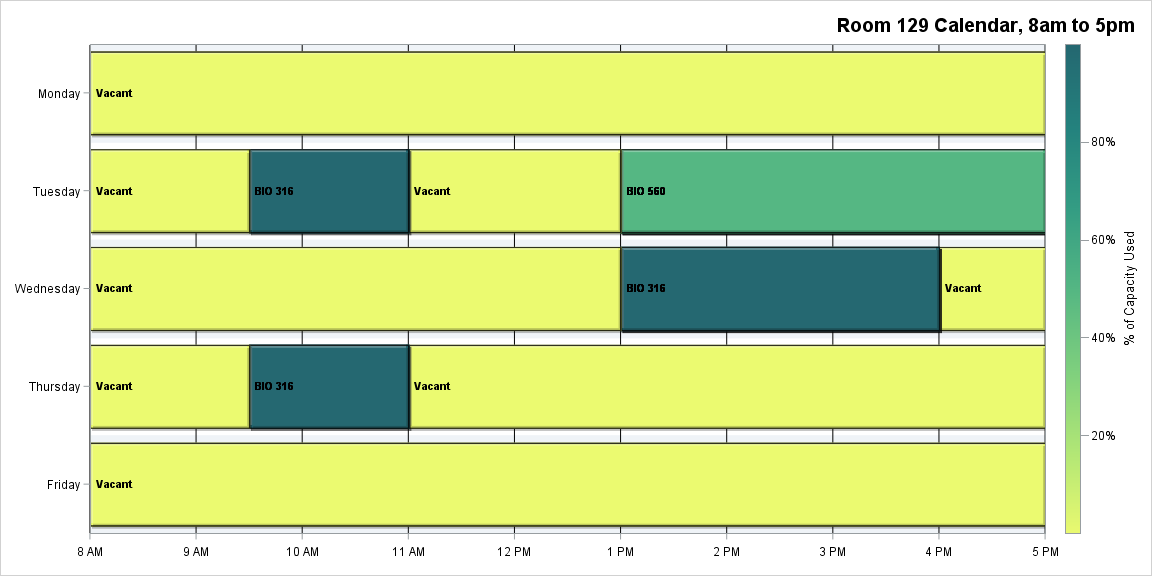 Room 129 Calendar, 8am to 5pm
Monday
Vacant
Tuesday
Vacant
BIO 316
Vacant
BIO 560
Wednesday
Vacant
BIO 316
Vacant
Thursday
Vacant
BIO 316
Vacant
Friday
Vacant
8 AM
9 AM
10 AM
11 AM
12 PM
1 PM
2 PM
3 PM
4 PM
5 PM
80%
60%
40%
20%
% of Capacity Used